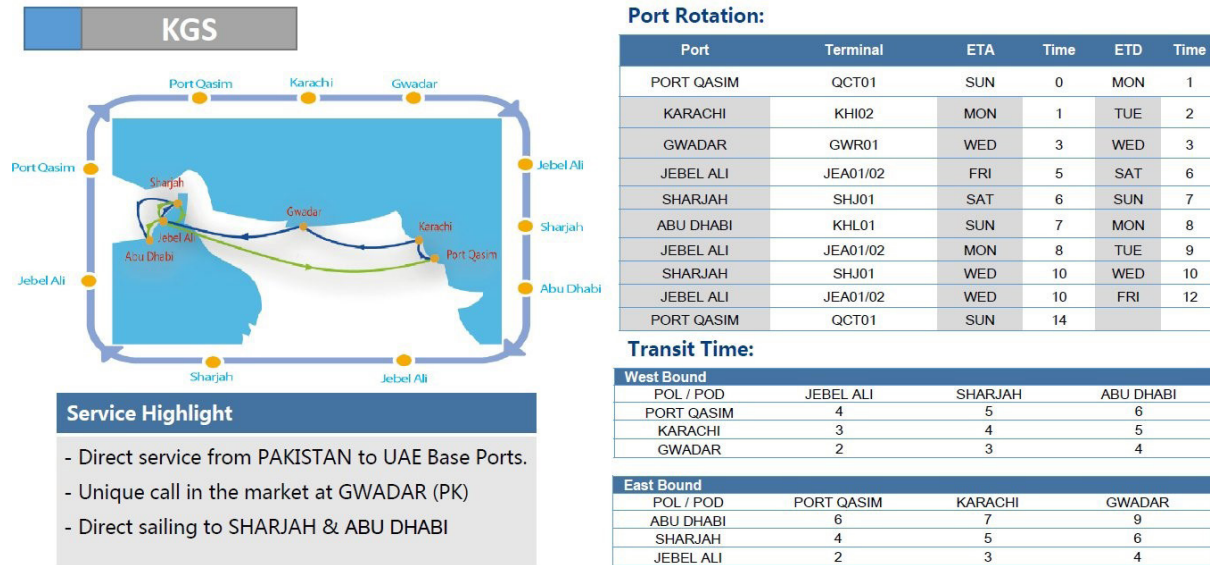 KGS
Port Qasim Karachi Gwadar
Port Qasim
Jebel Ali
Sharjah
Gwadar
Karachi
Sharjah
Jebel Ali
Port Qasim
Abu Dhabi
Jebel Ali
Abu Dhabi
Sharjah
Jebel Ali
Service Highlight
- Direct service from PAKISTAN to UAE Base Ports.
- Unique call in the market at GWADAR (PK)
- Direct sailing to SHARJAH & ABU DHABI
Port Rotation:
Port Terminal ETA Time ETD Time
PORT QASIM QCT01 SUN 0 MON 1
KARACHI KHI02 MON 1 TUE 2
GWADAR GWR01 WED 3 WED 3
JEBEL ALI JEA01/02 FRI 5 SAT 6
SHARJAH SHJ01 SAT 6 SUN 7
ABU DHABI KHL01 SUN 7 MON 8
JEBEL ALI JEA01/02 MON 8 TUE 9
SHARJAH SHJ01 WED 10 WED 10
JEBEL ALI JEA01/02 WED 10 FRI 12
PORT QASIM QCT01 SUN 14
Transit Time:
West Bound
POL / POD JEBEL ALI SHARJAH ABU DHABI
PORT QASIM 4 5 6
KARACHI 3 4 5
GWADAR 2 3 4
East Bound
POL / POD PORT QASIM KARACHI GWADAR
ABU DHABI 6 7 9
SHARJAH 4 5 6
JEBEL ALI 2 3 4